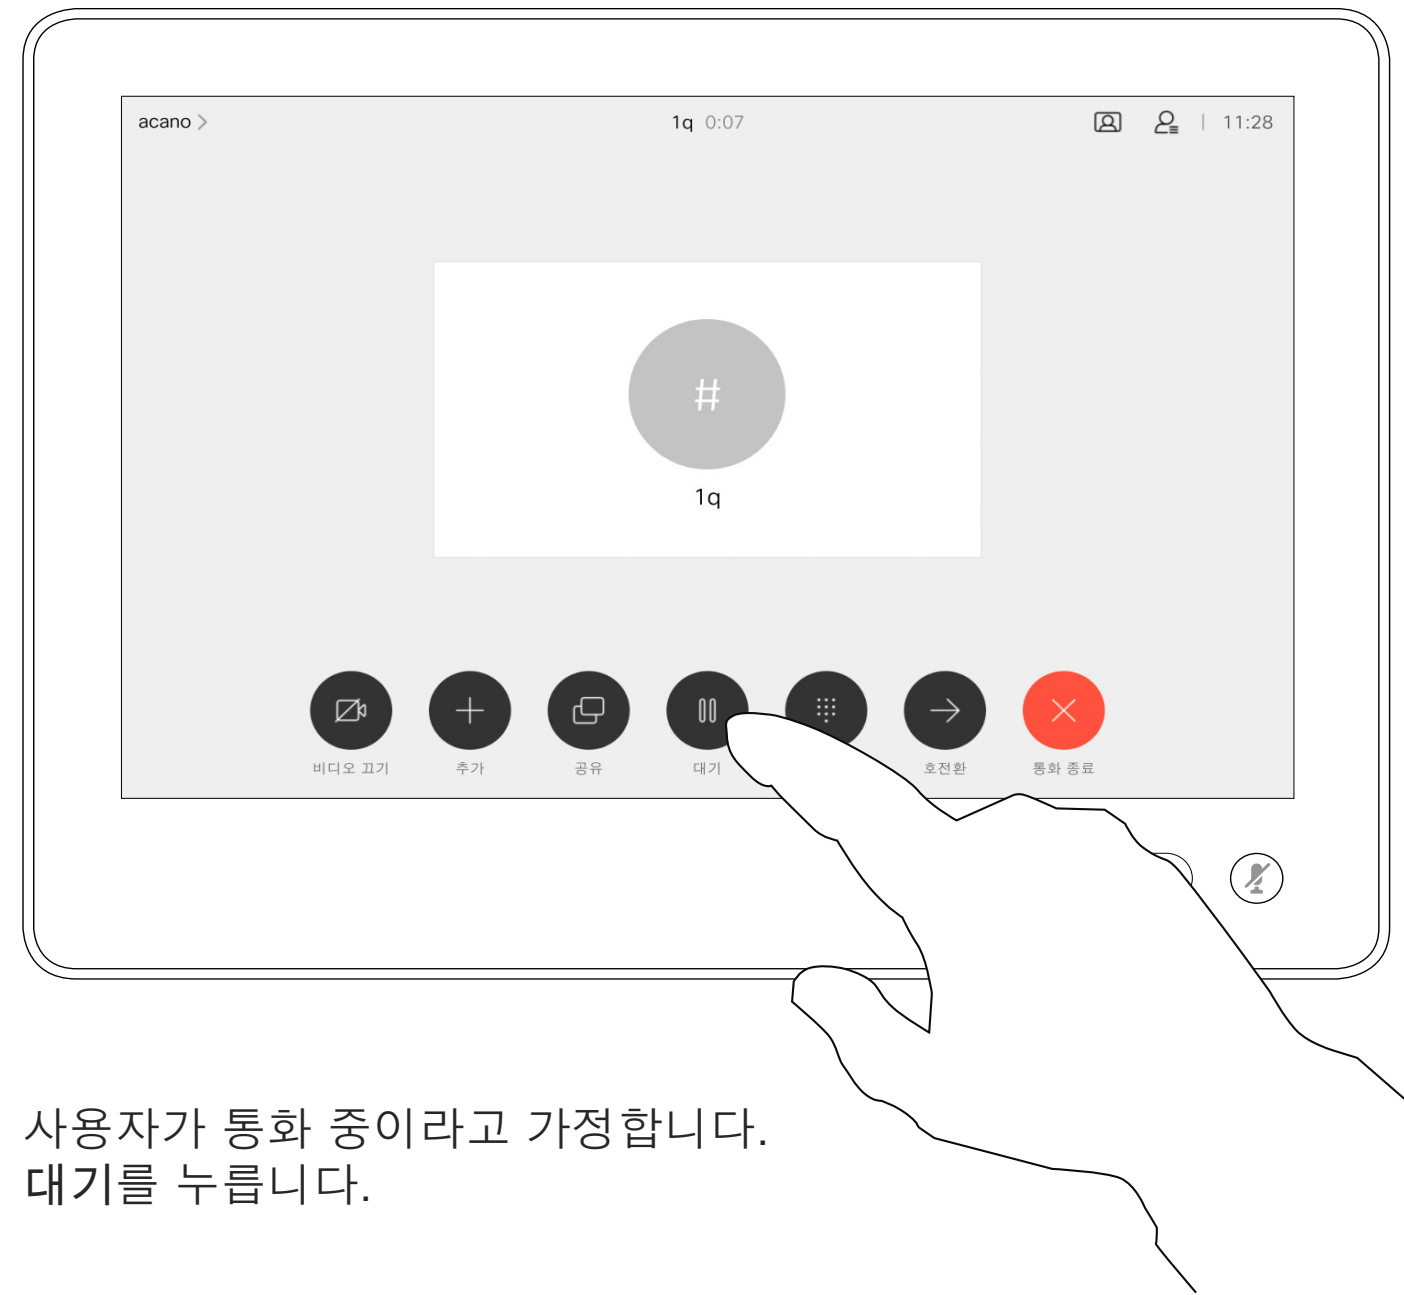 acano
1q 0:07
11:28
#
1q
비디오 끄기
추가
공유
대기
호전환
통화 종료
사용자가 통화 중이라고 가정합니다.
대기를 누릅니다.